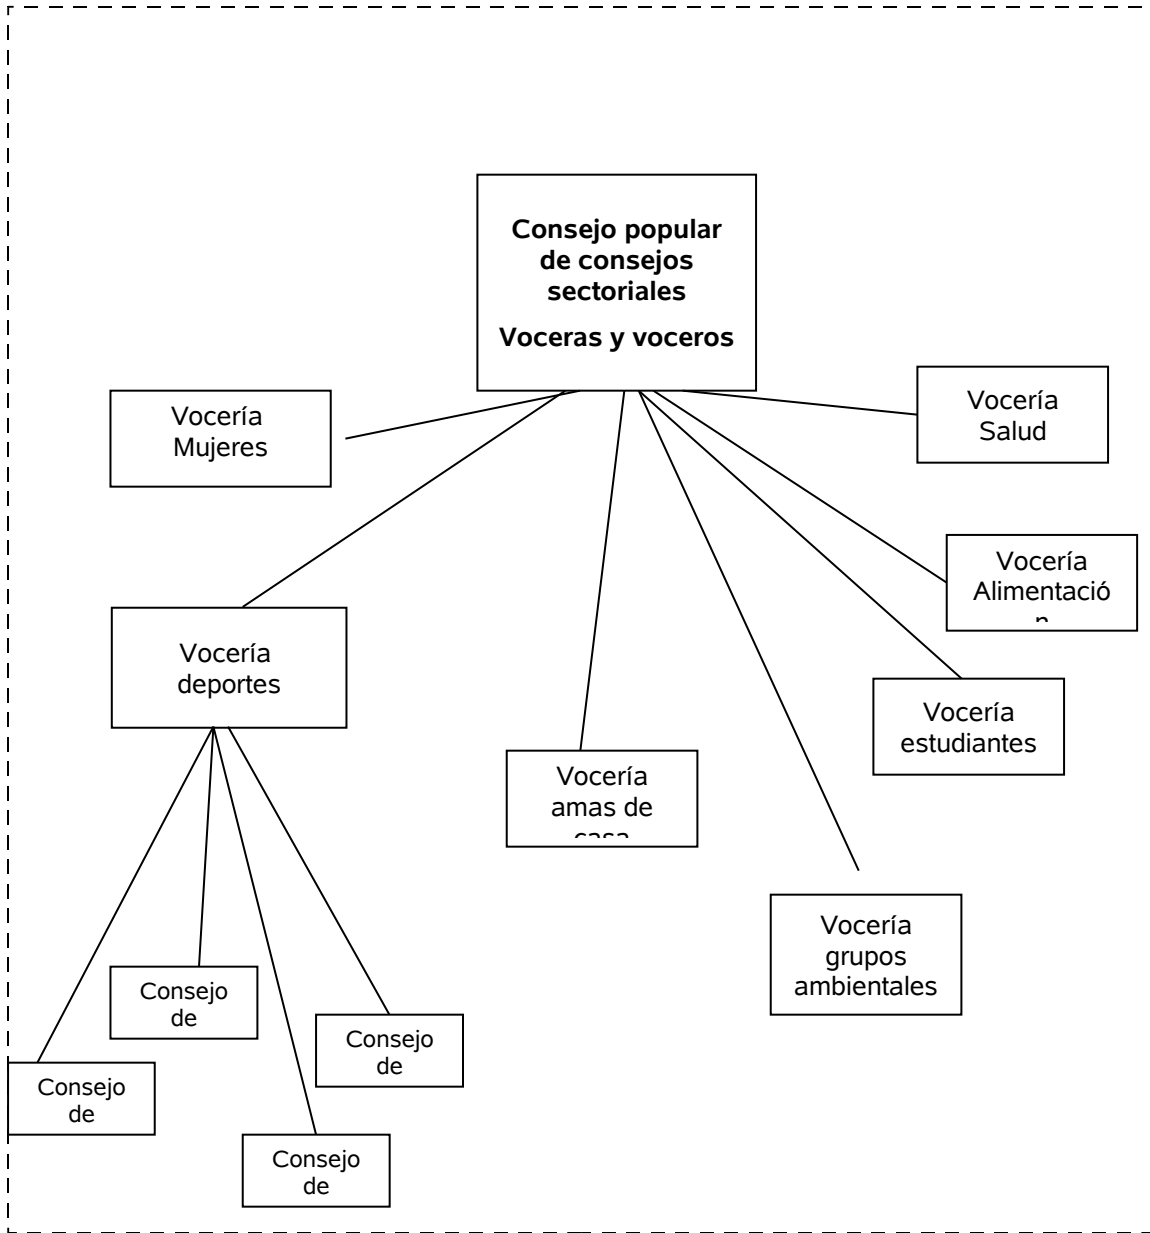 Consejo popular
de consejos
sectoriales
Voceras y voceros
Vocería
Mujeres
Vocería
Salud
Vocería
Alimentació
n
Vocería
deportes
Vocería
estudiantes
Vocería
amas de
casa
Vocería
grupos
ambientales
Consejo
de
Consejo
de
Consejo
de
Consejo
de